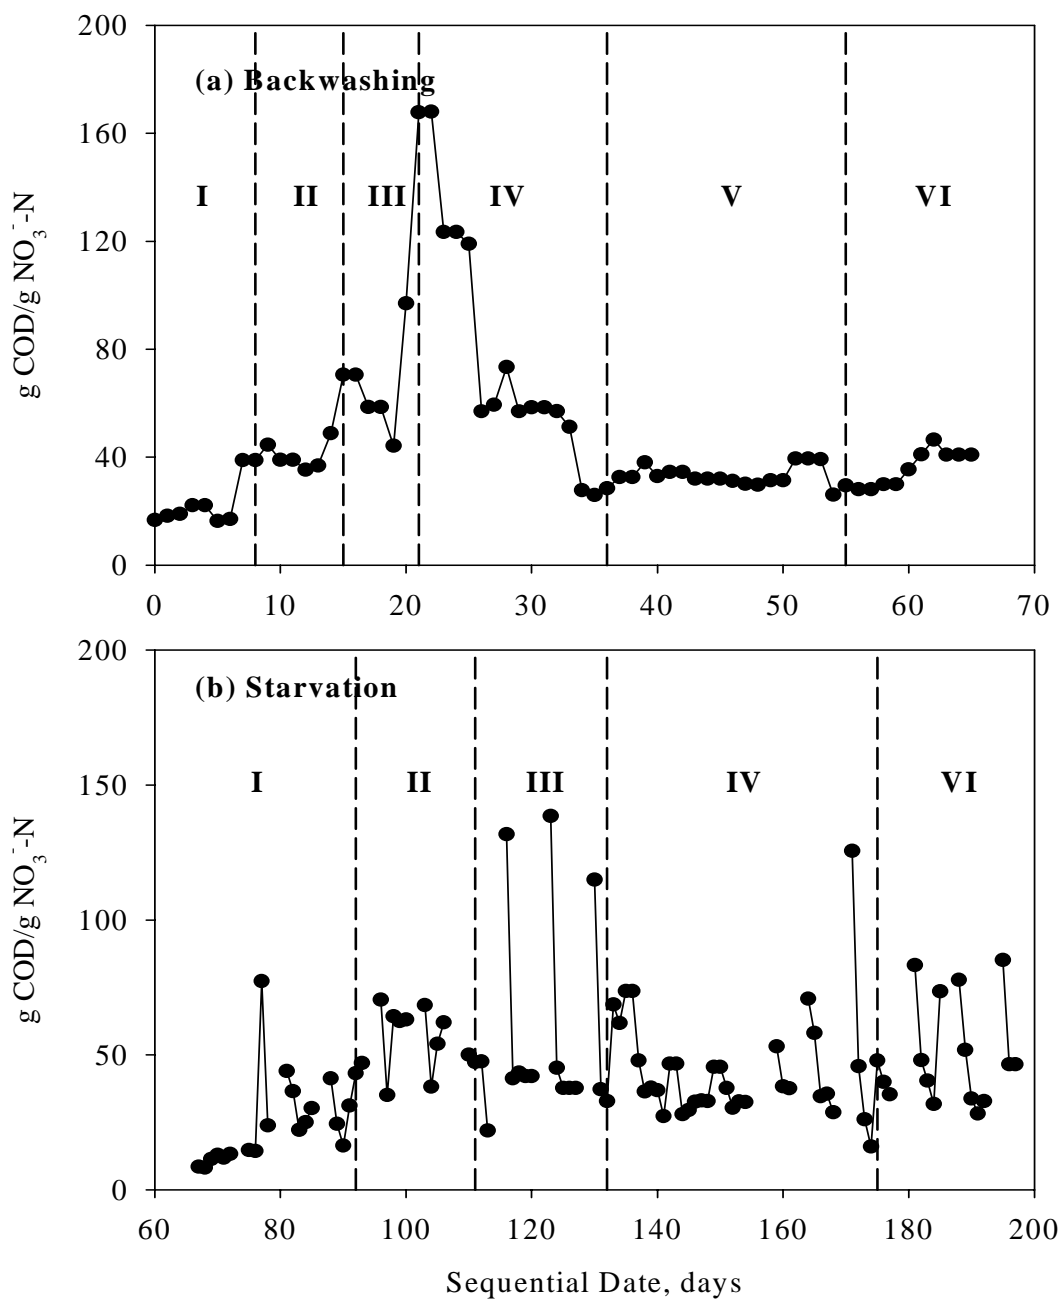 200
(a) Backwashing
160
I II III IV V VI
120
80
40
0
g COD/g NO₃⁻-N
0 10 20 30 40 50 60 70
200
(b) Starvation
150
I II III IV VI
100
50
0
g COD/g NO₃⁻-N
60 80 100 120 140 160 180 200
Sequential Date, days